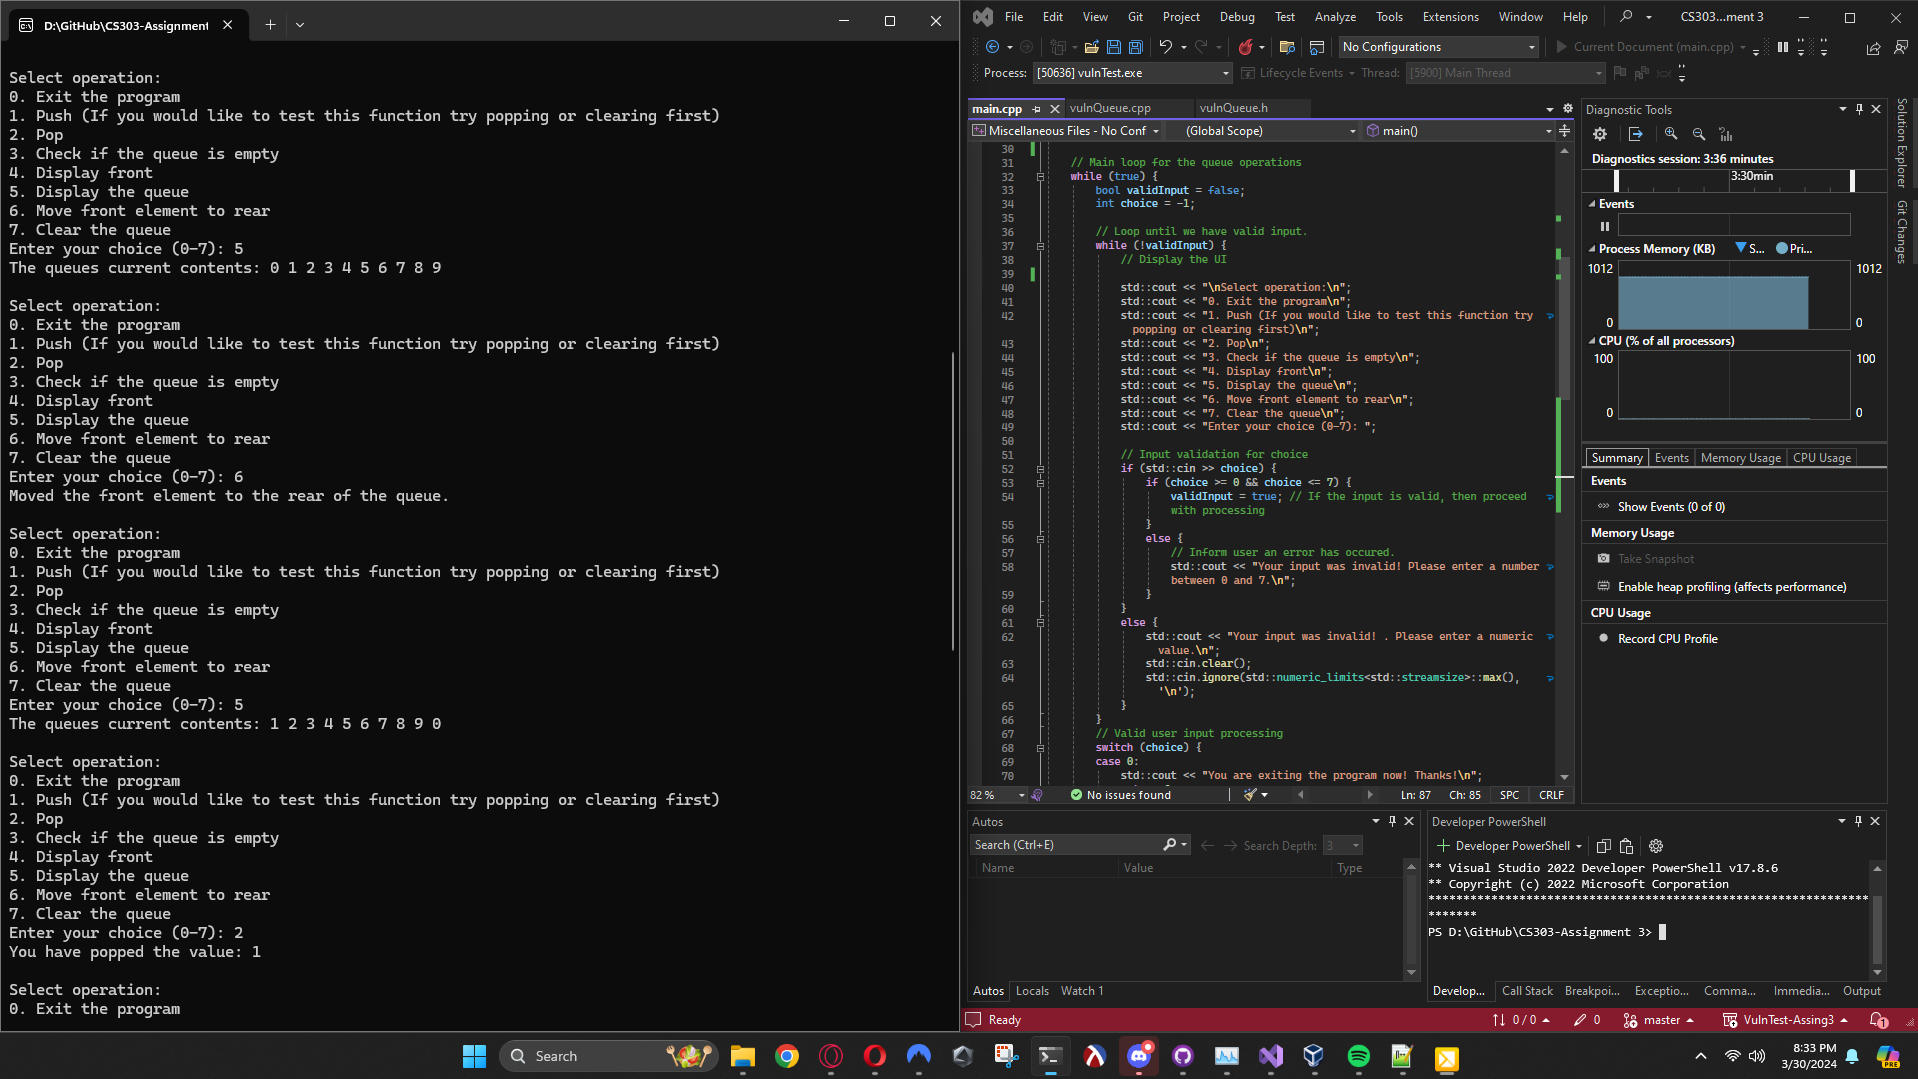 D:\GitHub\CS303-Assignment
Select operation:
0. Exit the program
1. Push (If you would like to test this function try popping or clearing first)
2. Pop
3. Check if the queue is empty
4. Display front
5. Display the queue
6. Move front element to rear
7. Clear the queue
Enter your choice (0-7): 5
The queues current contents: 0 1 2 3 4 5 6 7 8 9
Select operation:
0. Exit the program
1. Push (If you would like to test this function try popping or clearing first)
2. Pop
3. Check if the queue is empty
4. Display front
5. Display the queue
6. Move front element to rear
7. Clear the queue
Enter your choice (0-7): 6
Moved the front element to the rear of the queue.
Select operation:
0. Exit the program
1. Push (If you would like to test this function try popping or clearing first)
2. Pop
3. Check if the queue is empty
4. Display front
5. Display the queue
6. Move front element to rear
7. Clear the queue
Enter your choice (0-7): 5
The queues current contents: 1 2 3 4 5 6 7 8 9 0
Select operation:
0. Exit the program
1. Push (If you would like to test this function try popping or clearing first)
2. Pop
3. Check if the queue is empty
4. Display front
5. Display the queue
6. Move front element to rear
7. Clear the queue
Enter your choice (0-7): 2
You have popped the value: 1
Select operation:
0. Exit the program
File Edit View Git Project Debug Test Analyze Tools Extensions Window Help CS303...ment 3
No Configurations Current Document (main.cpp)
Process: [50636] vulnTest.exe Lifecycle Events Thread: [5900] Main Thread
main.cpp vulnQueue.cpp vulnQueue.h
Miscellaneous Files - No Conf (Global Scope) main()
30
31 // Main loop for the queue operations
32 while (true) {
33 bool validInput = false;
34 int choice = -1;
35
36 // Loop until we have valid input.
37 while (!validInput) {
38 // Display the UI
39
40 std::cout << "\nSelect operation:\n";
41 std::cout << "0. Exit the program\n";
42 std::cout << "1. Push (If you would like to test this function try
popping or clearing first)\n";
43 std::cout << "2. Pop\n";
44 std::cout << "3. Check if the queue is empty\n";
45 std::cout << "4. Display front\n";
46 std::cout << "5. Display the queue\n";
47 std::cout << "6. Move front element to rear\n";
48 std::cout << "7. Clear the queue\n";
49 std::cout << "Enter your choice (0-7): ";
50
51 // Input validation for choice
52 if (std::cin >> choice) {
53 if (choice >= 0 && choice <= 7) {
54 validInput = true; // If the input is valid, then proceed
with processing
55 }
56 else {
57 // Inform user an error has occured.
58 std::cout << "Your input was invalid! Please enter a number
between 0 and 7.\n";
59 }
60 }
61 else {
62 std::cout << "Your input was invalid! . Please enter a numeric
value.\n";
63 std::cin.clear();
64 std::cin.ignore(std::numeric_limits<std::streamsize>::max(),
'\n');
65 }
66 }
67 // Valid user input processing
68 switch (choice) {
69 case 0:
70 std::cout << "You are exiting the program now! Thanks!\n";
82 % No issues found Ln: 87 Ch: 85 SPC CRLF
Diagnostic Tools
Diagnostics session: 3:36 minutes
3:30min
Events
Process Memory (KB) S... Pri...
1012 1012
0 0
CPU (% of all processors)
100 100
0 0
Summary Events Memory Usage CPU Usage
Events
Show Events (0 of 0)
Memory Usage
Take Snapshot
Enable heap profiling (affects performance)
CPU Usage
Record CPU Profile
Solution Explorer
Git Changes
Autos
Search (Ctrl+E) Search Depth: 3
Name Value Type
Autos Locals Watch 1
Developer PowerShell
Developer PowerShell
** Visual Studio 2022 Developer PowerShell v17.8.6
** Copyright (c) 2022 Microsoft Corporation
**********************************************************************
PS D:\GitHub\CS303-Assignment 3>
Develop... Call Stack Breakpoi... Exceptio... Comma... Immedia... Output
Ready 0 / 0 0 master VulnTest-Assing3 1
Search
8:33 PM
3/30/2024
PRE